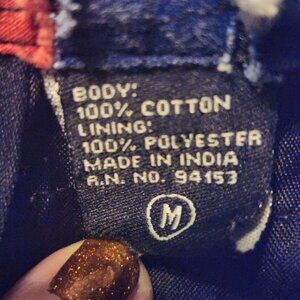 BODY:
100% COTTON
LINING:
100% POLYESTER
MADE IN INDIA
R.N. NO. 94153
M